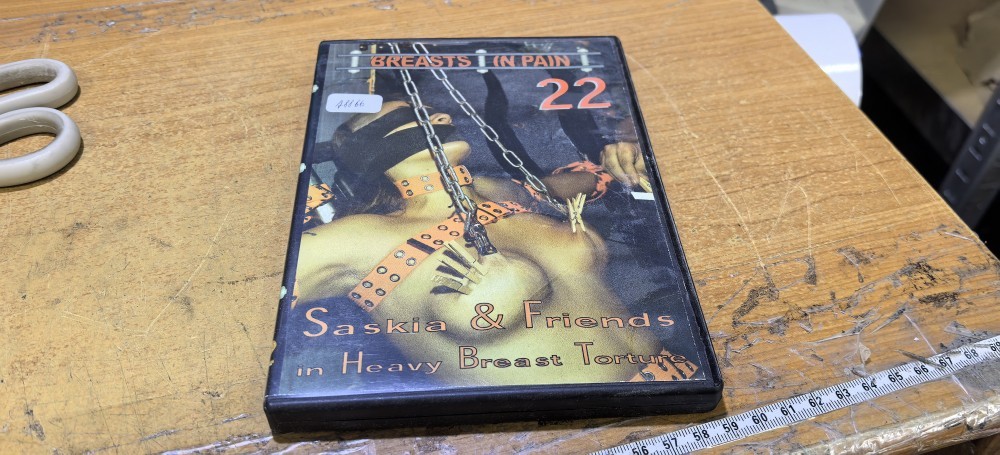 BREASTS IN PAIN
22
Saskia & Friends
in Heavy Breast Torture
56 57 58 59 60 61 62 63 64 65 66 67 68 69